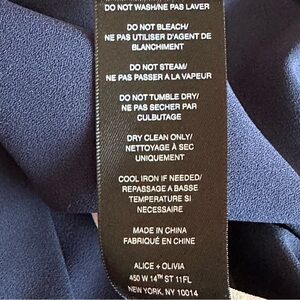 DO NOT WASH/NE PAS LAVER
DO NOT BLEACH/
NE PAS UTILISER D'AGENT DE
BLANCHIMENT
DO NOT STEAM/
NE PAS PASSER A LA VAPEUR
DO NOT TUMBLE DRY/
NE PAS SECHER PAR
CULBUTAGE
DRY CLEAN ONLY/
NETTOYAGE À SEC
UNIQUEMENT
COOL IRON IF NEEDED/
REPASSAGE A BASSE
TEMPERATURE SI
NECESSAIRE
MADE IN CHINA
FABRIQUÉ EN CHINE
ALICE + OLIVIA
450 W 14TH ST 11FL
NEW YORK, NY 10014